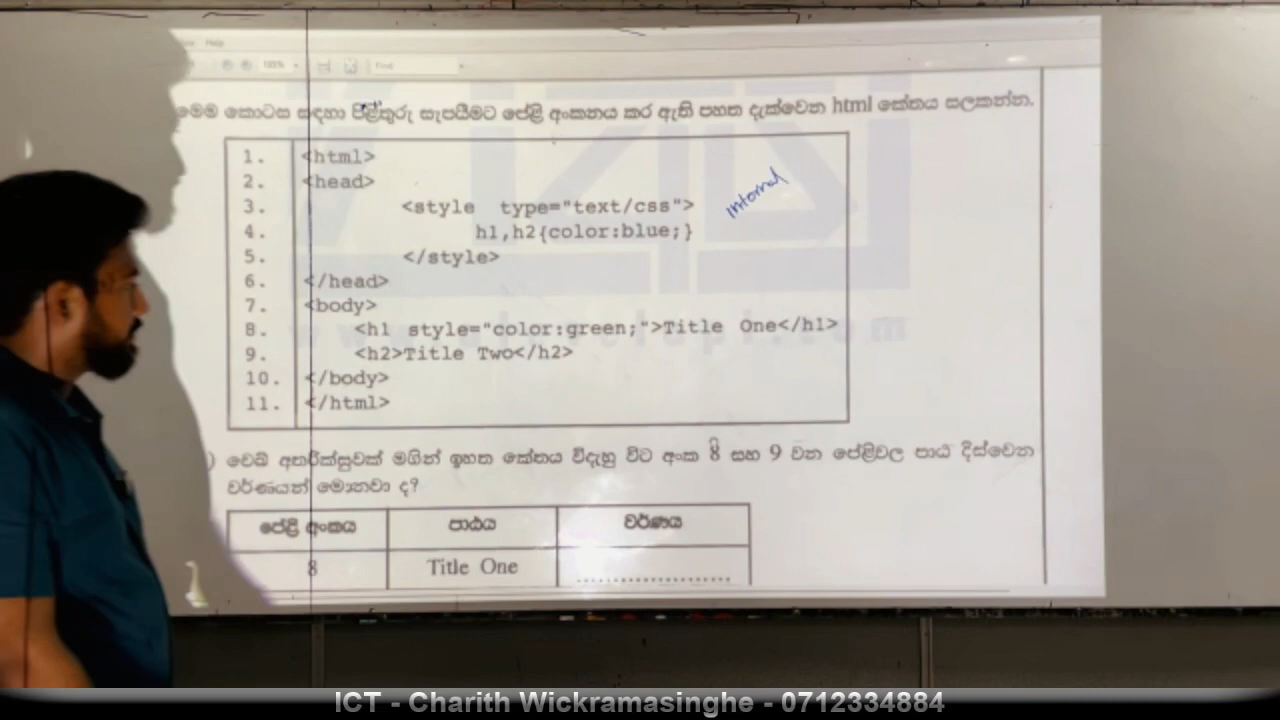 Help
100%
Find
මෙම කොටස සඳහා පිළිතුරු සැපයීමට පේළි අංකනය කර ඇති පහත දැක්වෙන html කේතය සලකන්න.
1. <html>
2. <head>
3. <style type="text/css">
Internal
4. h1,h2{color:blue;}
5. </style>
6. </head>
7. <body>
8. <h1 style="color:green;">Title One</h1>
9. <h2>Title Two</h2>
10. </body>
11. </html>
) වෙබ් අතරික්සුවක් මගින් ඉහත කේතය විදැහු විට අංක 8 සහ 9 වන පේළිවල පාඨ දිස්වෙන
වර්ණයන් මොනවා ද?
පේළි අංකය පාඨය වර්ණය
8 Title One ......................
ICT - Charith Wickramasinghe - 0712334884